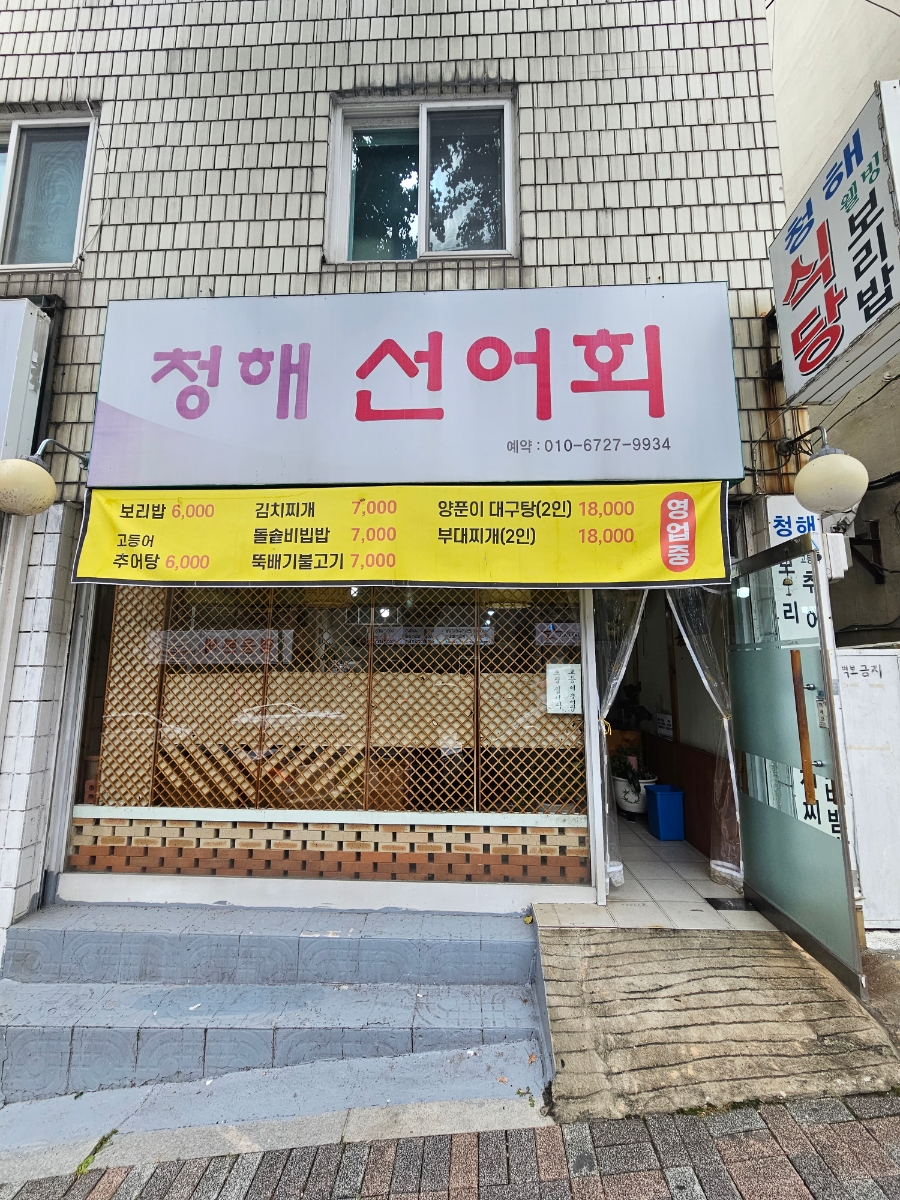 청해 선어회
예약 : 010-6727-9934
보리밥 6,000
고등어
추어탕 6,000
김치찌개 7,000
돌솥비빕밥 7,000
뚝배기불고기 7,000
양푼이 대구탕(2인) 18,000
부대찌개(2인) 18,000
영업중
청해
웰빙
식당
보리밥
청해
금지